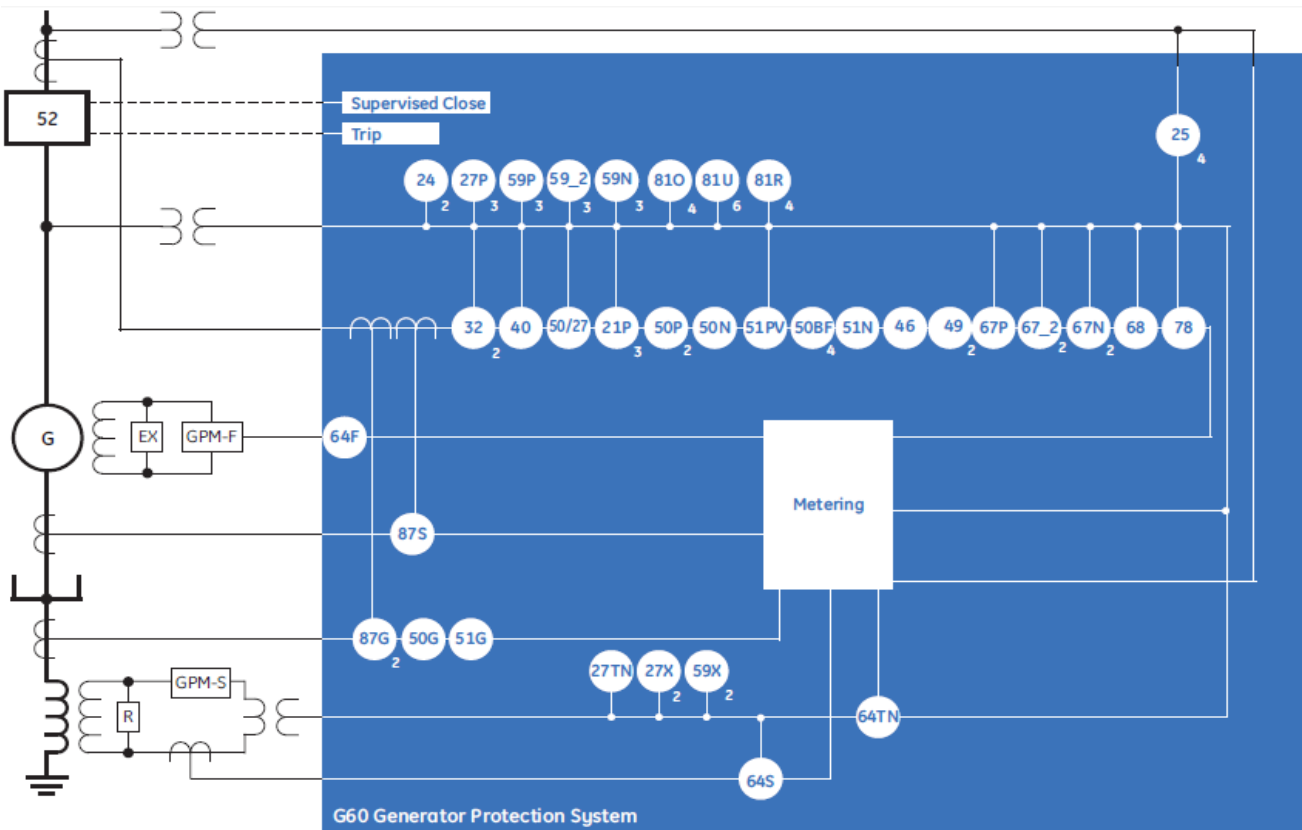 52
Supervised Close
Trip
25
4
24 27P 59P 59_2 59N 81O 81U 81R
2 3 3 3 3 4 6 4
32 40 50/27 21P 50P 50N 51PV 50BF 51N 46 49 67P 67_2 67N 68 78
2 3 2 4 2 2 2
G EX GPM-F 64F
Metering
87S
87G 50G 51G
2
27TN 27X 59X
2 2
GPM-S
R
64TN
64S
G60 Generator Protection System